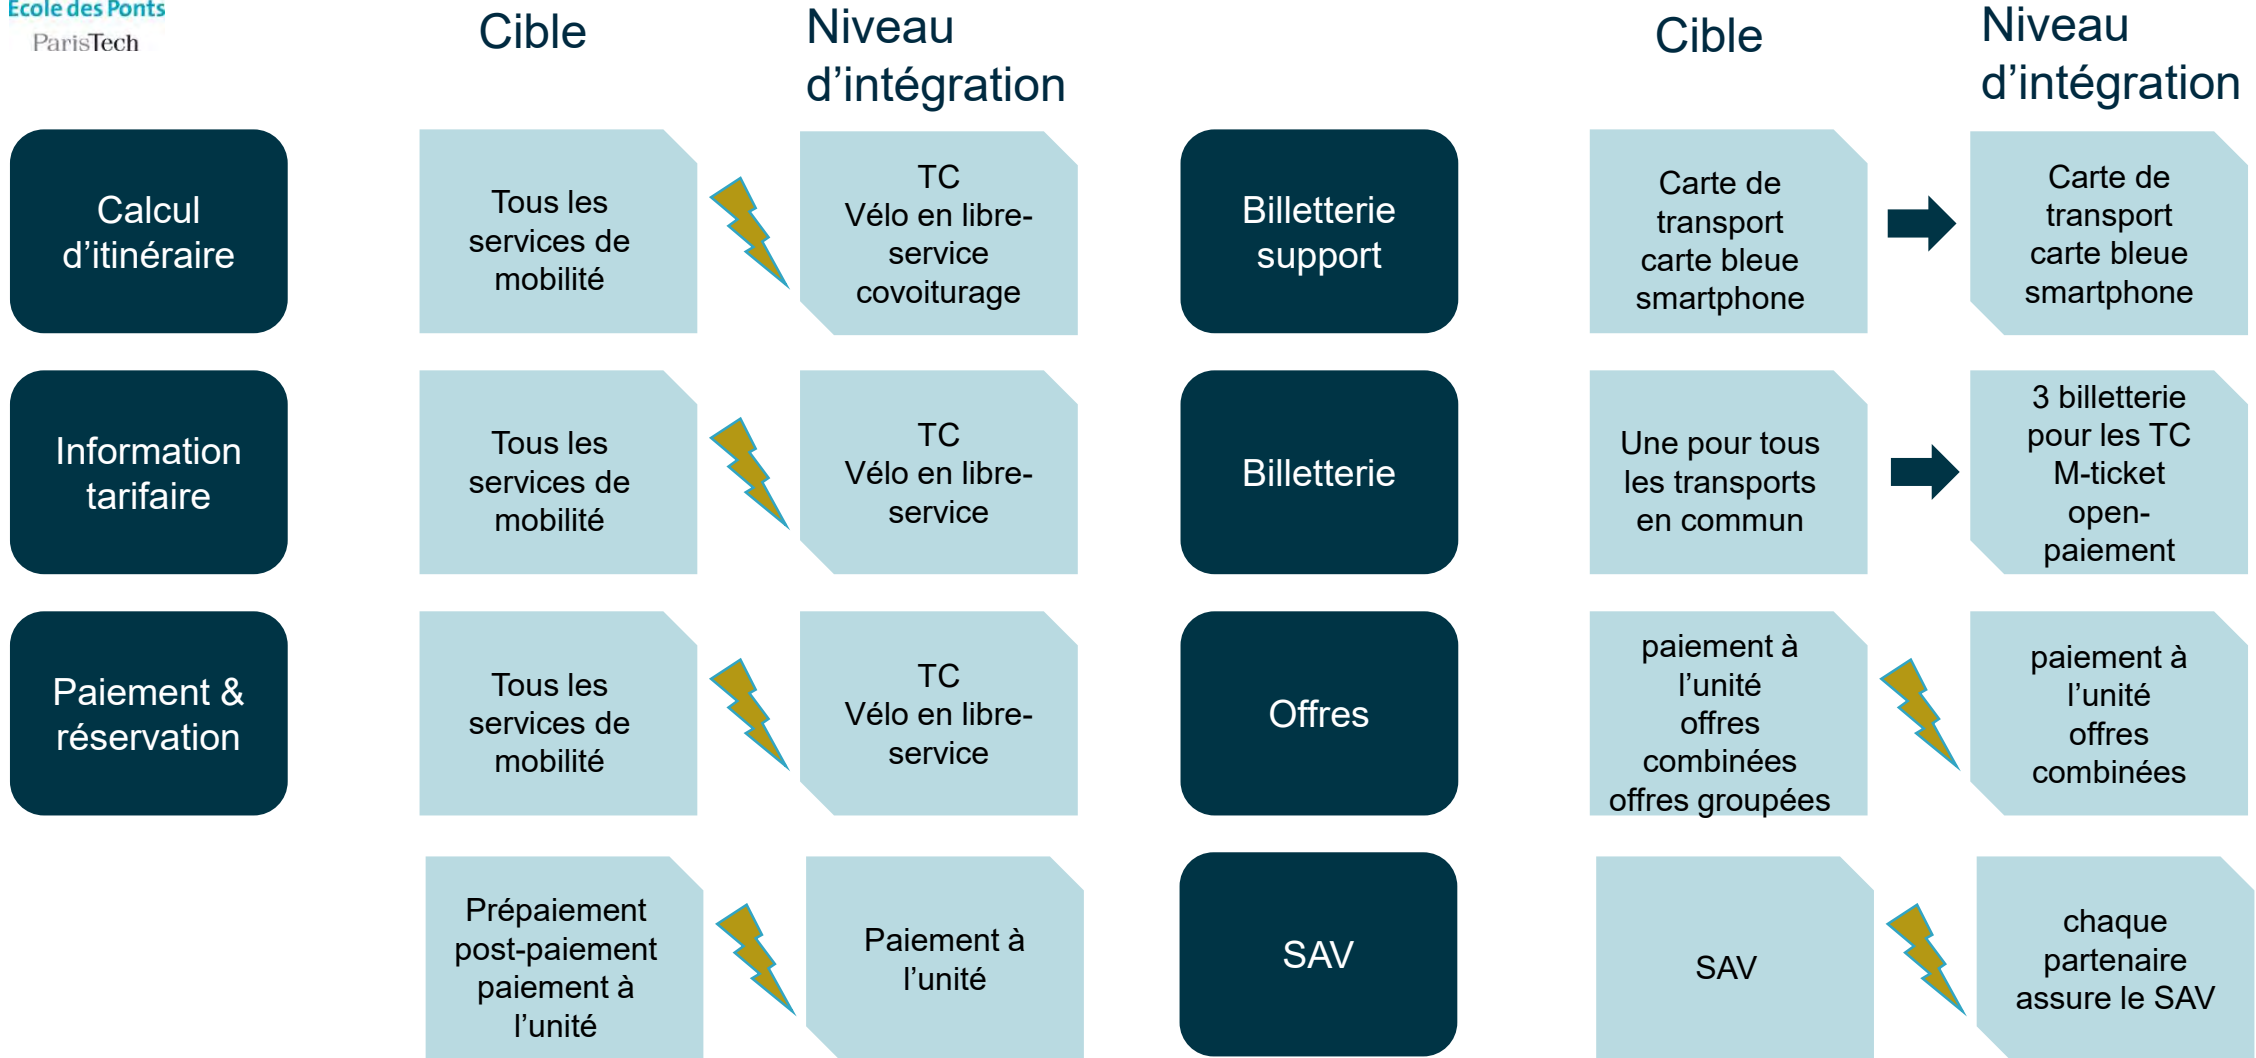 Ecole des Ponts
ParisTech
Cible
Niveau
d’intégration
Cible
Niveau
d’intégration
Calcul
d’itinéraire
Tous les
services de
mobilité
TC
Vélo en libre-
service
covoiturage
Billetterie
support
Carte de
transport
carte bleue
smartphone
Carte de
transport
carte bleue
smartphone
Information
tarifaire
Tous les
services de
mobilité
TC
Vélo en libre-
service
Billetterie
Une pour tous
les transports
en commun
3 billetterie
pour les TC
M-ticket
open-
paiement
Paiement &
réservation
Tous les
services de
mobilité
TC
Vélo en libre-
service
Offres
paiement à
l’unité
offres
combinées
offres groupées
paiement à
l’unité
offres
combinées
Prépaiement
post-paiement
paiement à
l’unité
Paiement à
l’unité
SAV
SAV
chaque
partenaire
assure le SAV